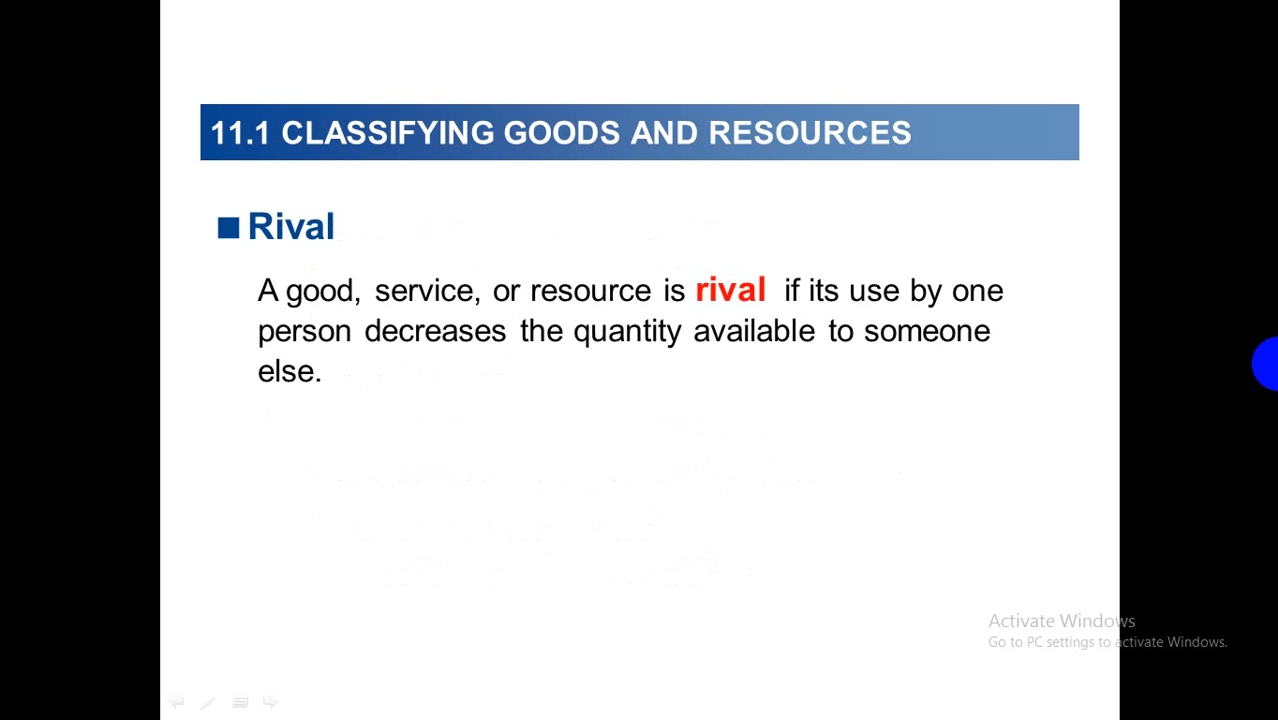 11.1 CLASSIFYING GOODS AND RESOURCES
Rival
A good, service, or resource is rival if its use by one
person decreases the quantity available to someone
else.
Activate Windows
Go to PC settings to activate Windows.